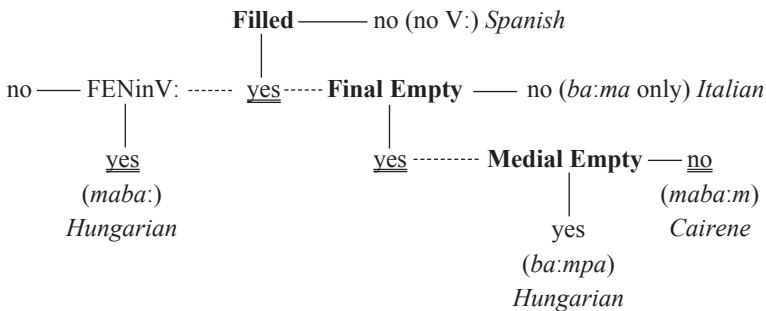 Filled no (no V:) Spanish
no FENinV: yes Final Empty no (ba:ma only) Italian
yes yes Medial Empty no
(maba:) (maba:m)
Hungarian yes Cairene
(ba:mpa)
Hungarian